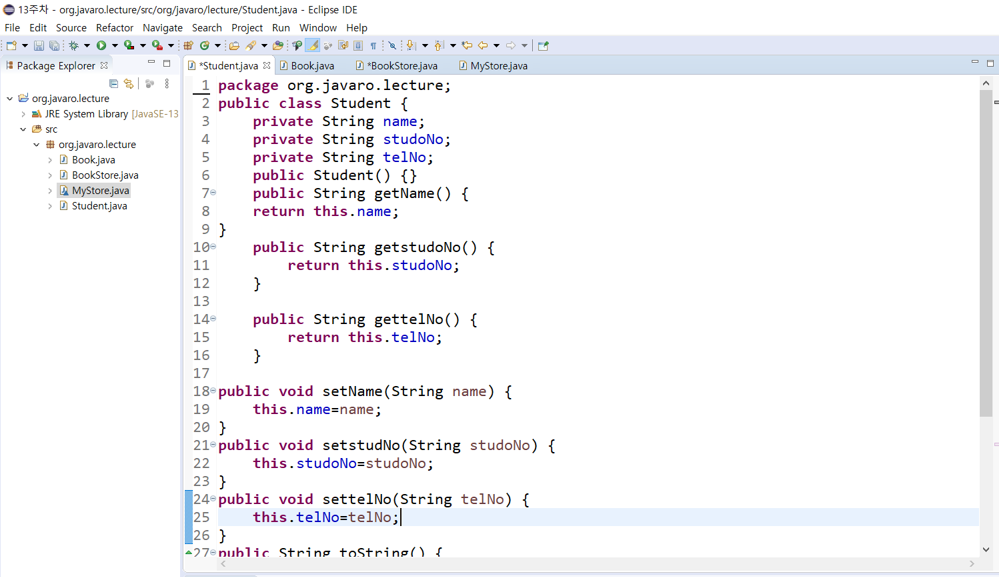 13주차 - org.javaro.lecture/src/org/javaro/lecture/Student.java - Eclipse IDE
File Edit Source Refactor Navigate Search Project Run Window Help
Package Explorer
*Student.java Book.java *BookStore.java MyStore.java
org.javaro.lecture
JRE System Library [JavaSE-13
src
org.javaro.lecture
Book.java
BookStore.java
MyStore.java
Student.java
1 package org.javaro.lecture;
2 public class Student {
3 private String name;
4 private String studoNo;
5 private String telNo;
6 public Student() {}
7 public String getName() {
8 return this.name;
9 }
10 public String getstudoNo() {
11 return this.studoNo;
12 }
13
14 public String gettelNo() {
15 return this.telNo;
16 }
17
18 public void setName(String name) {
19 this.name=name;
20 }
21 public void setstudNo(String studoNo) {
22 this.studoNo=studoNo;
23 }
24 public void settelNo(String telNo) {
25 this.telNo=telNo;
26 }
27 public String toString() {